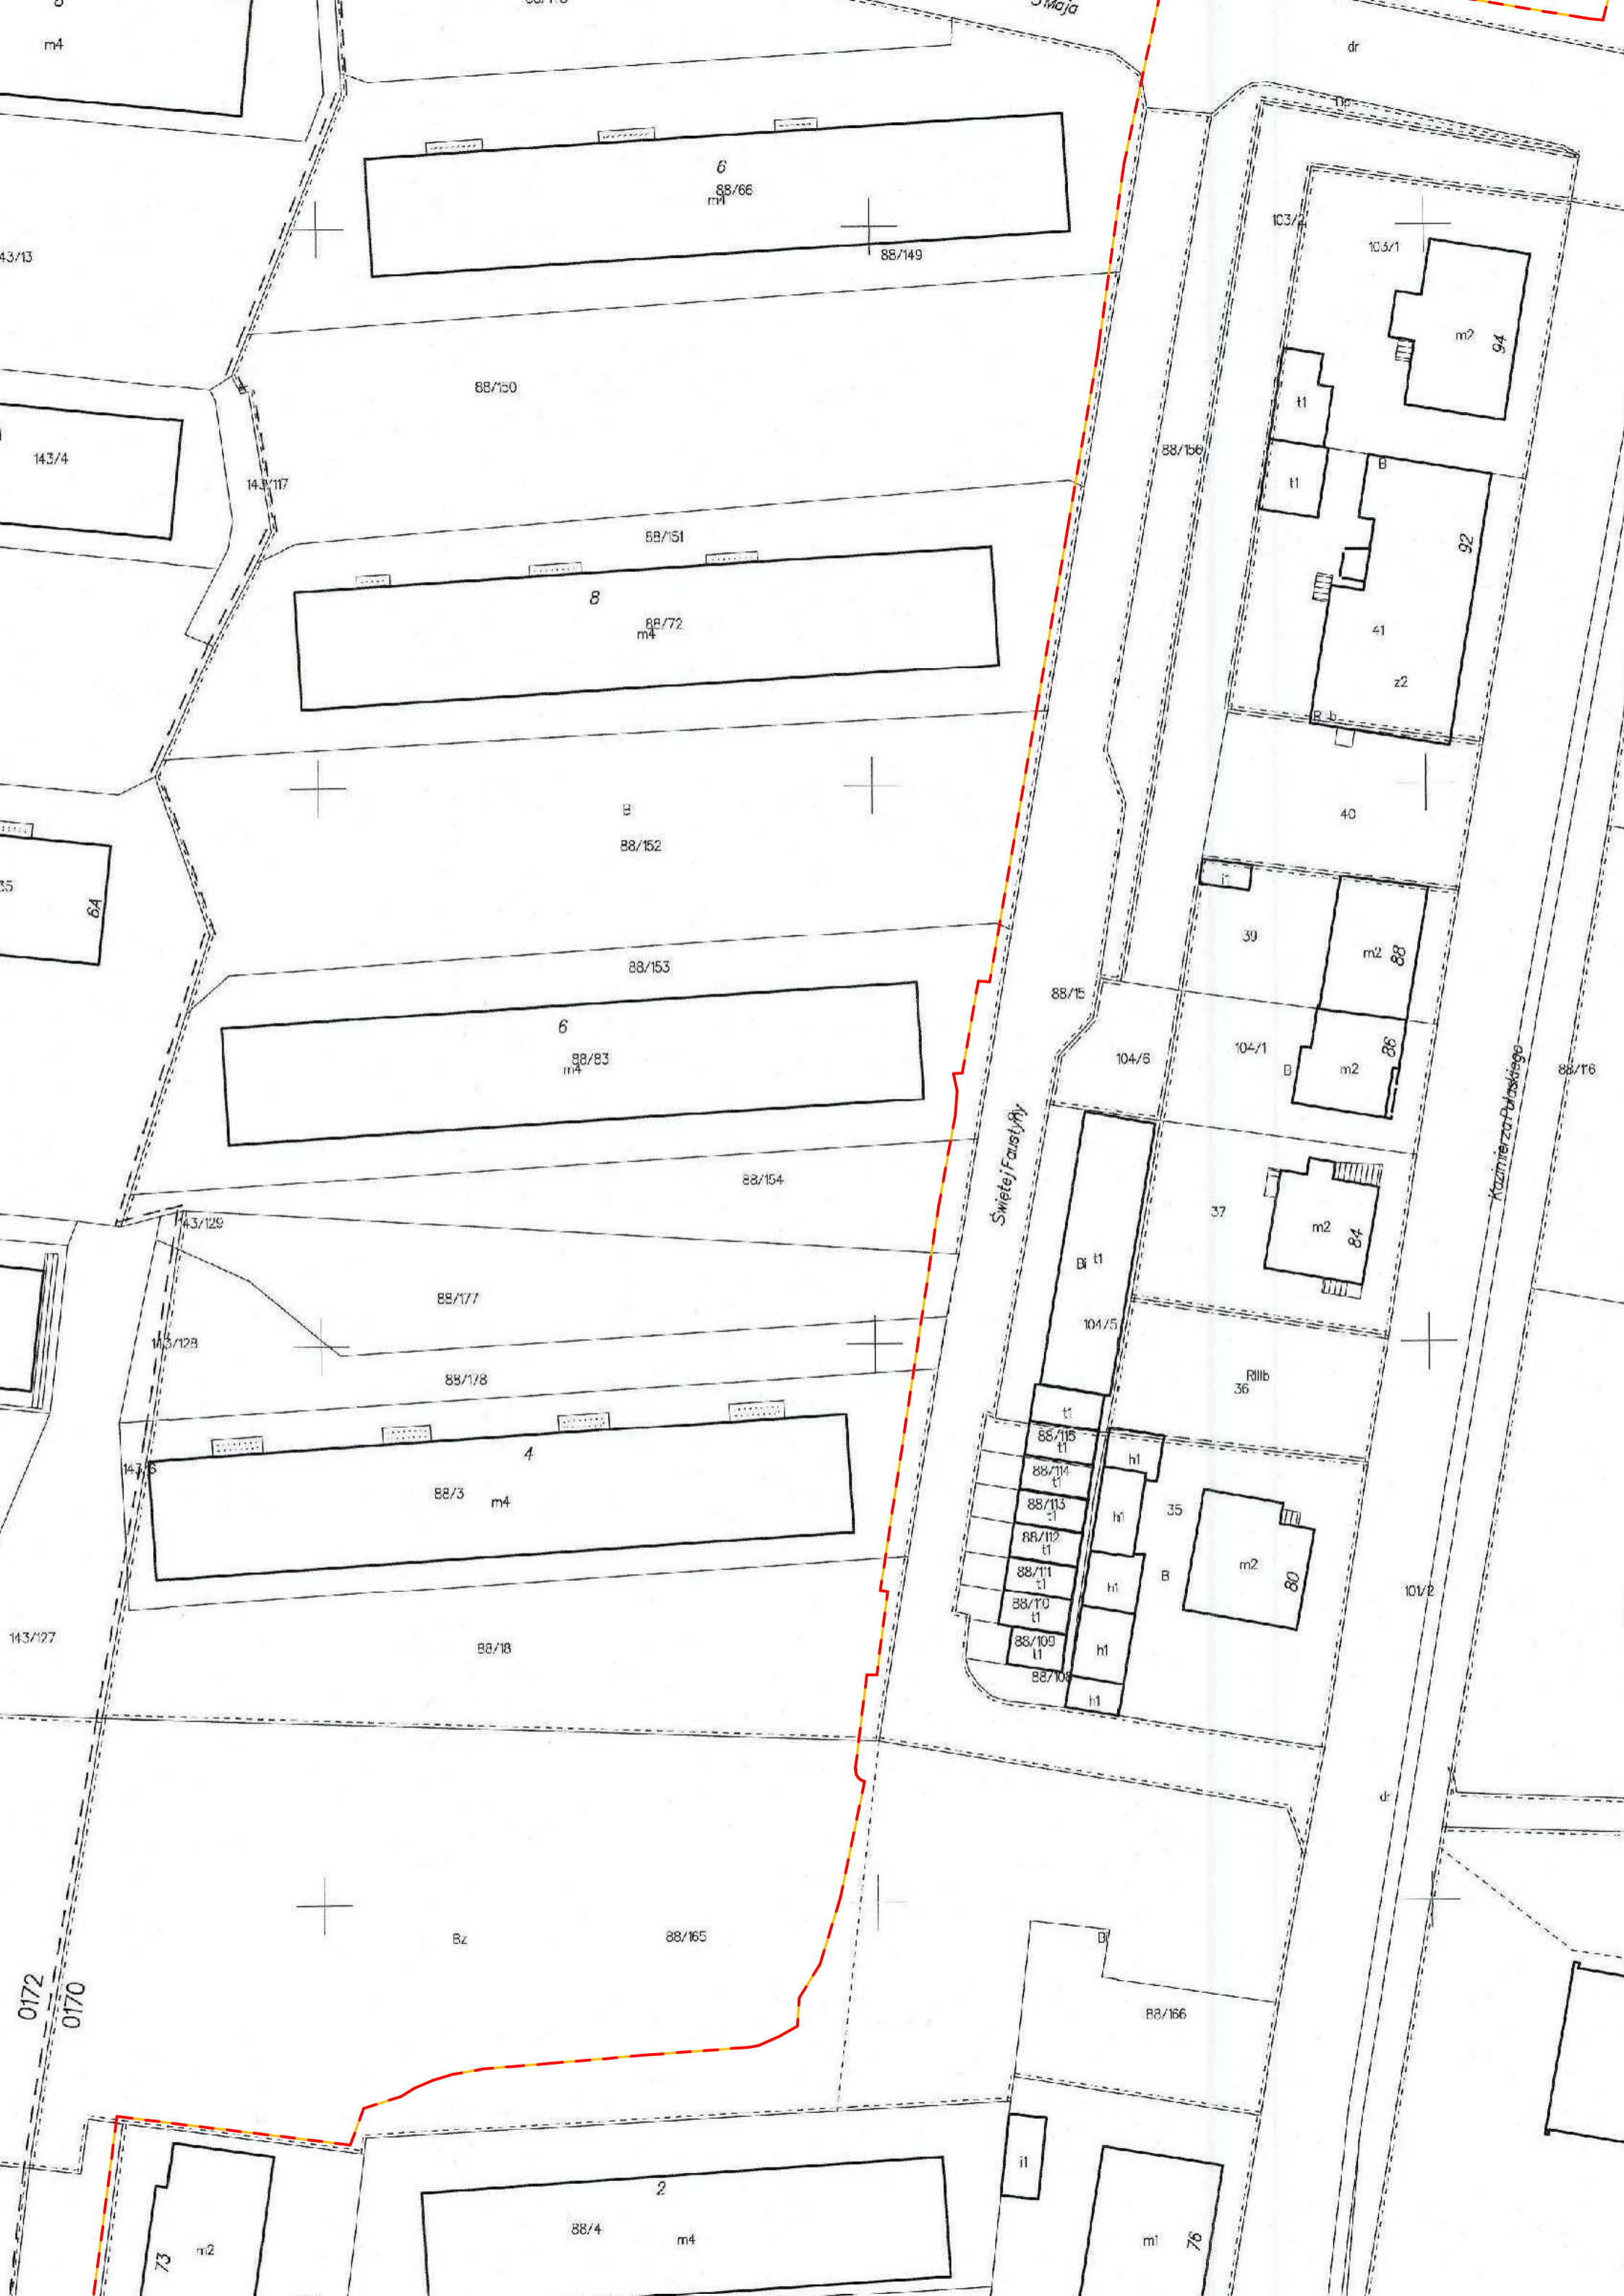 m4
3 Maja
dr
6
88/66
m4
88/149
43/13
103/1
m2
94
88/150
t1
143/4
88/156
B
t1
143/117
88/151
92
8
88/72
m4
41
z2
B
88/152
40
35
6A
39
m2
88
88/153
88/15
6
88/83
m4
104/6
104/1
B
m2
86
88/116
Kazimierza Pułaskiego
Świętej Faustyny
88/154
43/129
37
m2
84
Bi
t1
88/177
104/5
143/128
88/178
RIIIb
36
t1
88/115
t1
h1
4
88/114
t1
88/3
m4
88/113
t1
h1
35
88/112
t1
m2
80
88/111
t1
h1
B
101/2
88/110
t1
143/127
88/18
88/109
t1
h1
88/108
h1
dr
Bz
88/165
0172
0170
88/166
i1
2
88/4
m4
73
m2
m1
76